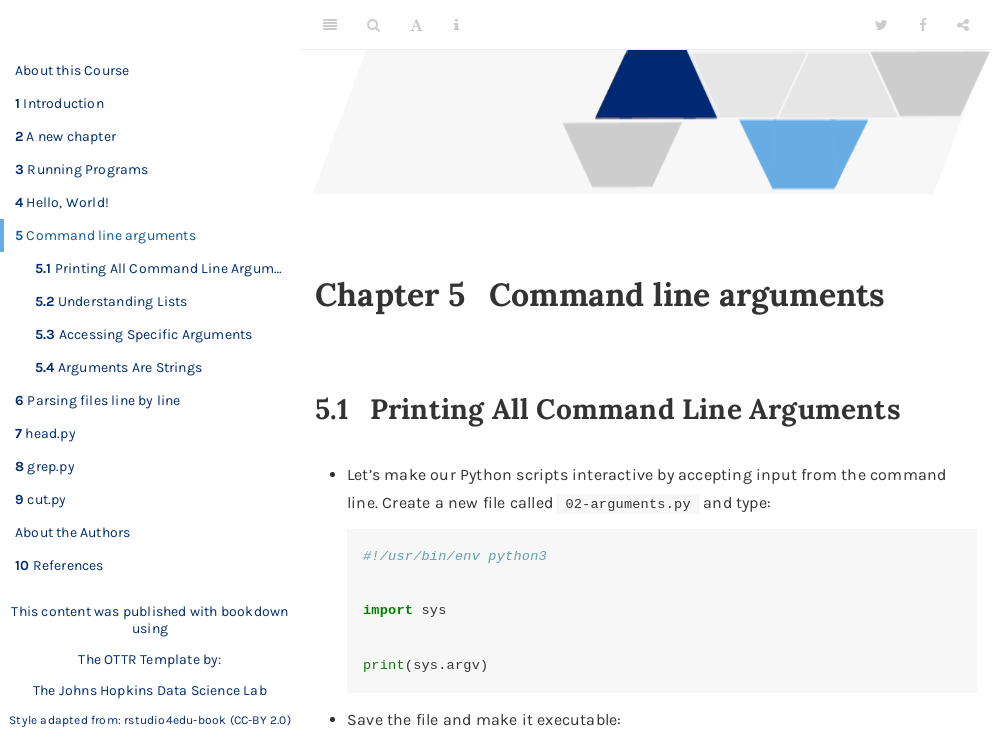 About this Course
1 Introduction
2 A new chapter
3 Running Programs
4 Hello, World!
5 Command line arguments
5.1 Printing All Command Line Argum...
5.2 Understanding Lists
5.3 Accessing Specific Arguments
5.4 Arguments Are Strings
6 Parsing files line by line
7 head.py
8 grep.py
9 cut.py
About the Authors
10 References
This content was published with bookdown
using
The OTTR Template by:
The Johns Hopkins Data Science Lab
Style adapted from: rstudio4edu-book (CC-BY 2.0)
Chapter 5 Command line arguments
5.1 Printing All Command Line Arguments
Let’s make our Python scripts interactive by accepting input from the command
line. Create a new file called 02-arguments.py and type:
#!/usr/bin/env python3
import sys
print(sys.argv)
Save the file and make it executable: